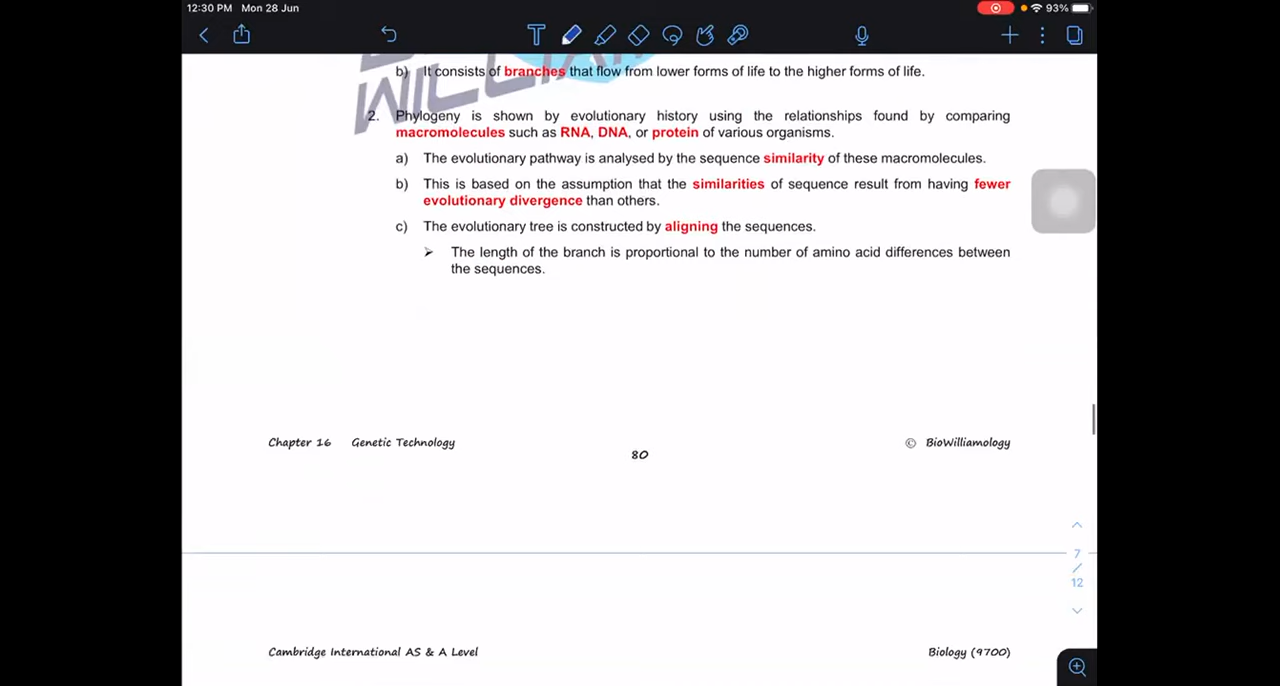 12:30 PM Mon 28 Jun
93%
b) It consists of branches that flow from lower forms of life to the higher forms of life.
WILLIAM
2. Phylogeny is shown by evolutionary history using the relationships found by comparing
macromolecules such as RNA, DNA, or protein of various organisms.
a) The evolutionary pathway is analysed by the sequence similarity of these macromolecules.
b) This is based on the assumption that the similarities of sequence result from having fewer
evolutionary divergence than others.
c) The evolutionary tree is constructed by aligning the sequences.
➢ The length of the branch is proportional to the number of amino acid differences between
the sequences.
Chapter 16 Genetic Technology
© BioWilliamology
80
7
/
12
Cambridge International AS & A Level
Biology (9700)